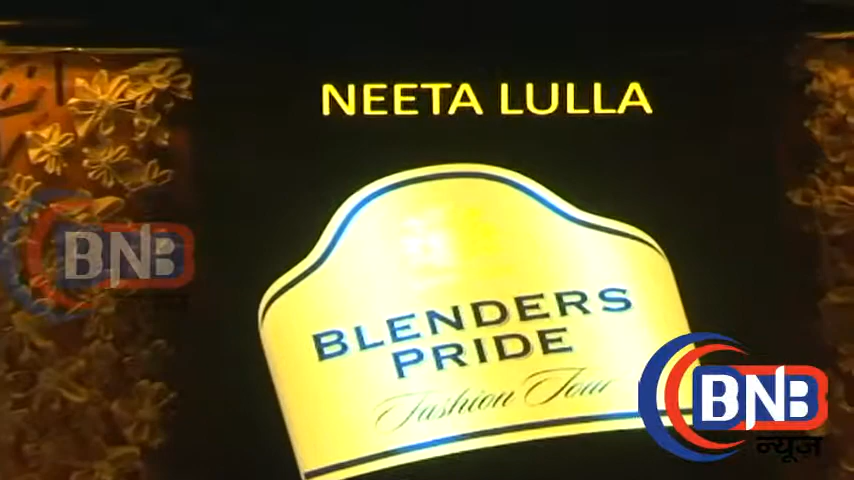 NEETA LULLA
BNB
BLENDERS
PRIDE
Fashion Tour
BNB
न्यूज़